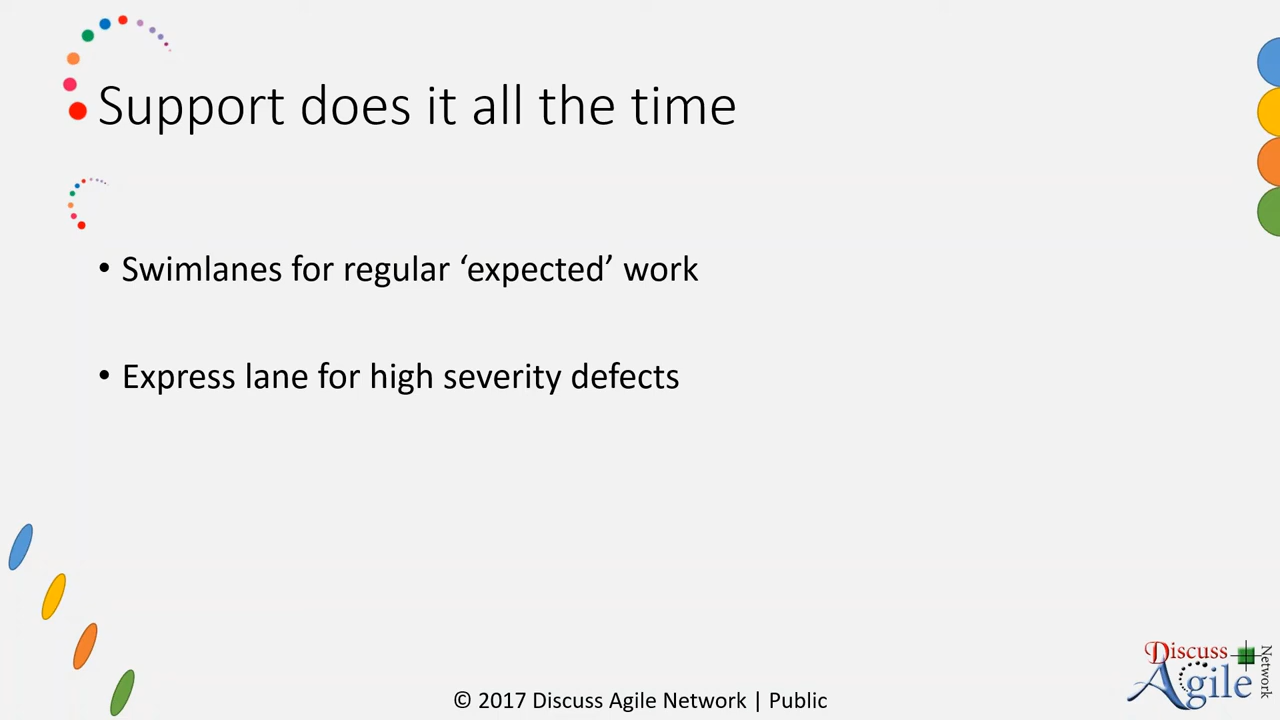 Support does it all the time
• Swimlanes for regular ‘expected’ work
• Express lane for high severity defects
© 2017 Discuss Agile Network | Public
Discuss
Agile
Network